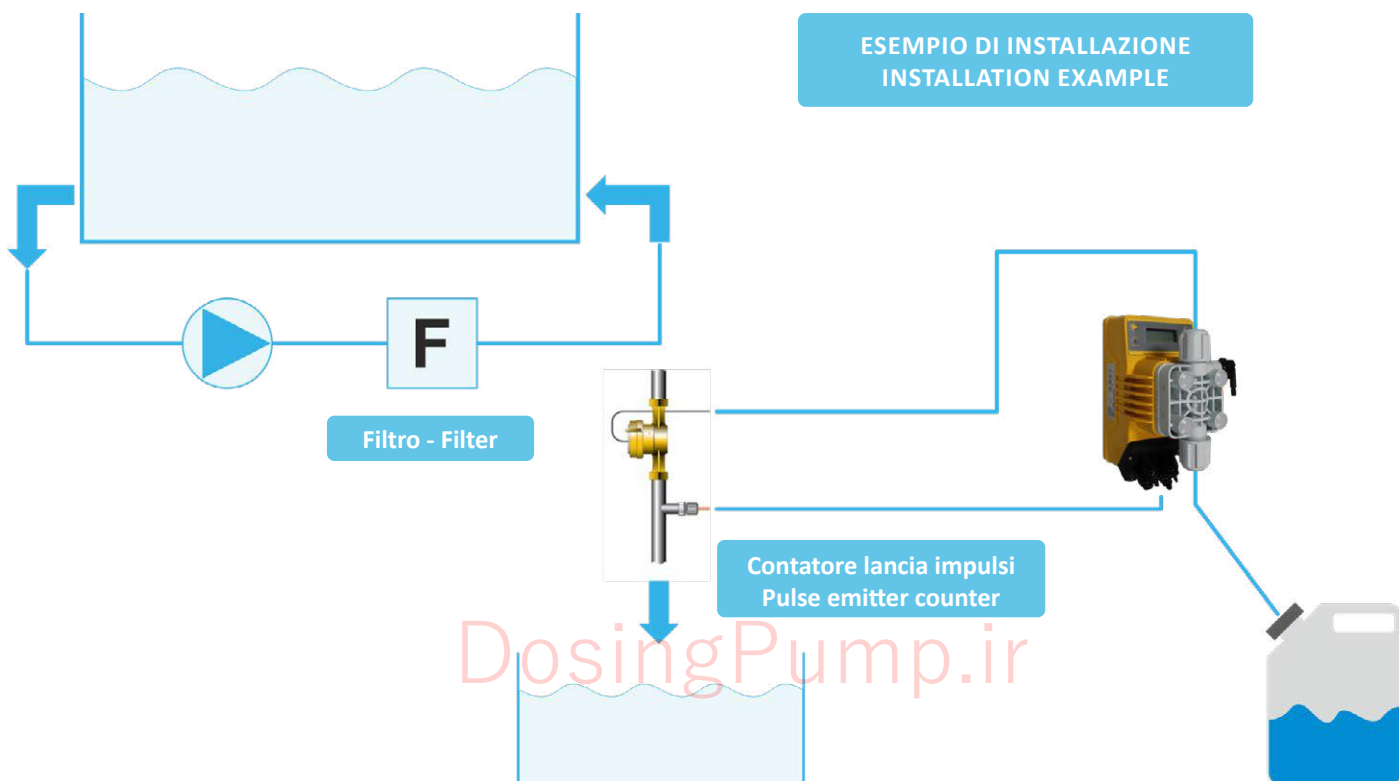 ESEMPIO DI INSTALLAZIONE
INSTALLATION EXAMPLE
F
Filtro - Filter
Contatore lancia impulsi
Pulse emitter counter
DosingPump.ir